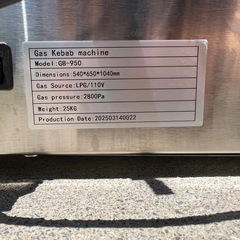 Gas Kebab machine
Model:GB-950
Dimensions:540*650*1040mm
Gas Source:LPG/110V
Gas pressure:2800Pa
Weight:25KG
Production Date:202503140022